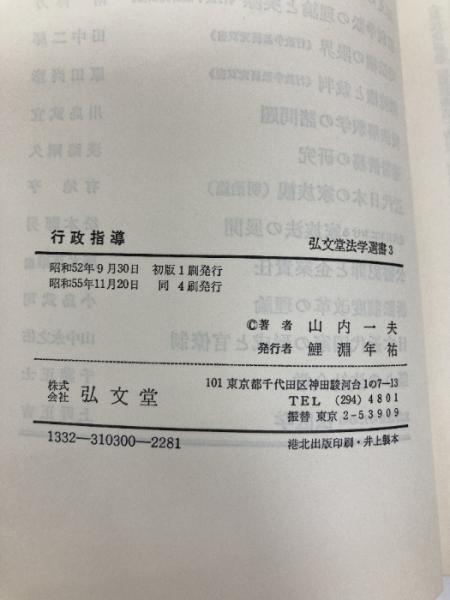 行政指導 弘文堂法学選書3
昭和52年9月30日 初版1刷発行
昭和55年11月20日 同 4刷発行
©著者 山内一夫
発行者 鯉淵年祐
株式会社 弘文堂
101 東京都千代田区神田駿河台1の7-13
TEL (294) 4801
振替 東京 2-53909
1332-310300-2281 港北出版印刷・井上製本